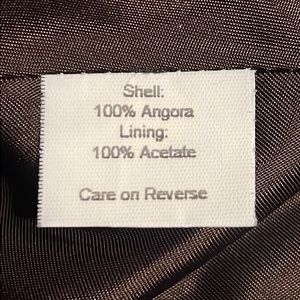 Shell:
100% Angora
Lining:
100% Acetate
Care on Reverse